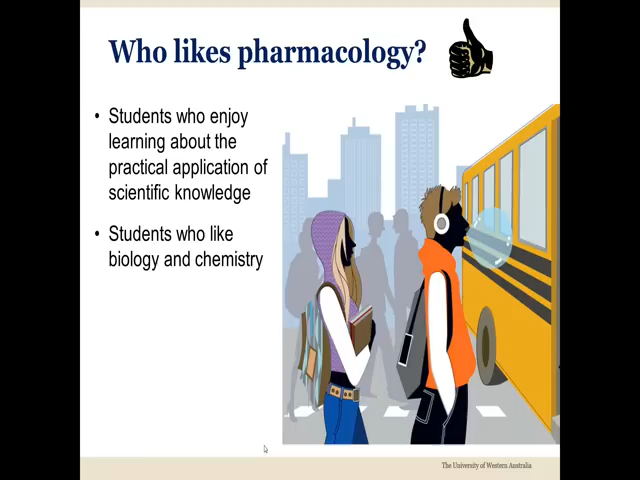 Who likes pharmacology?
• Students who enjoy
learning about the
practical application of
scientific knowledge
• Students who like
biology and chemistry
The University of Western Australia